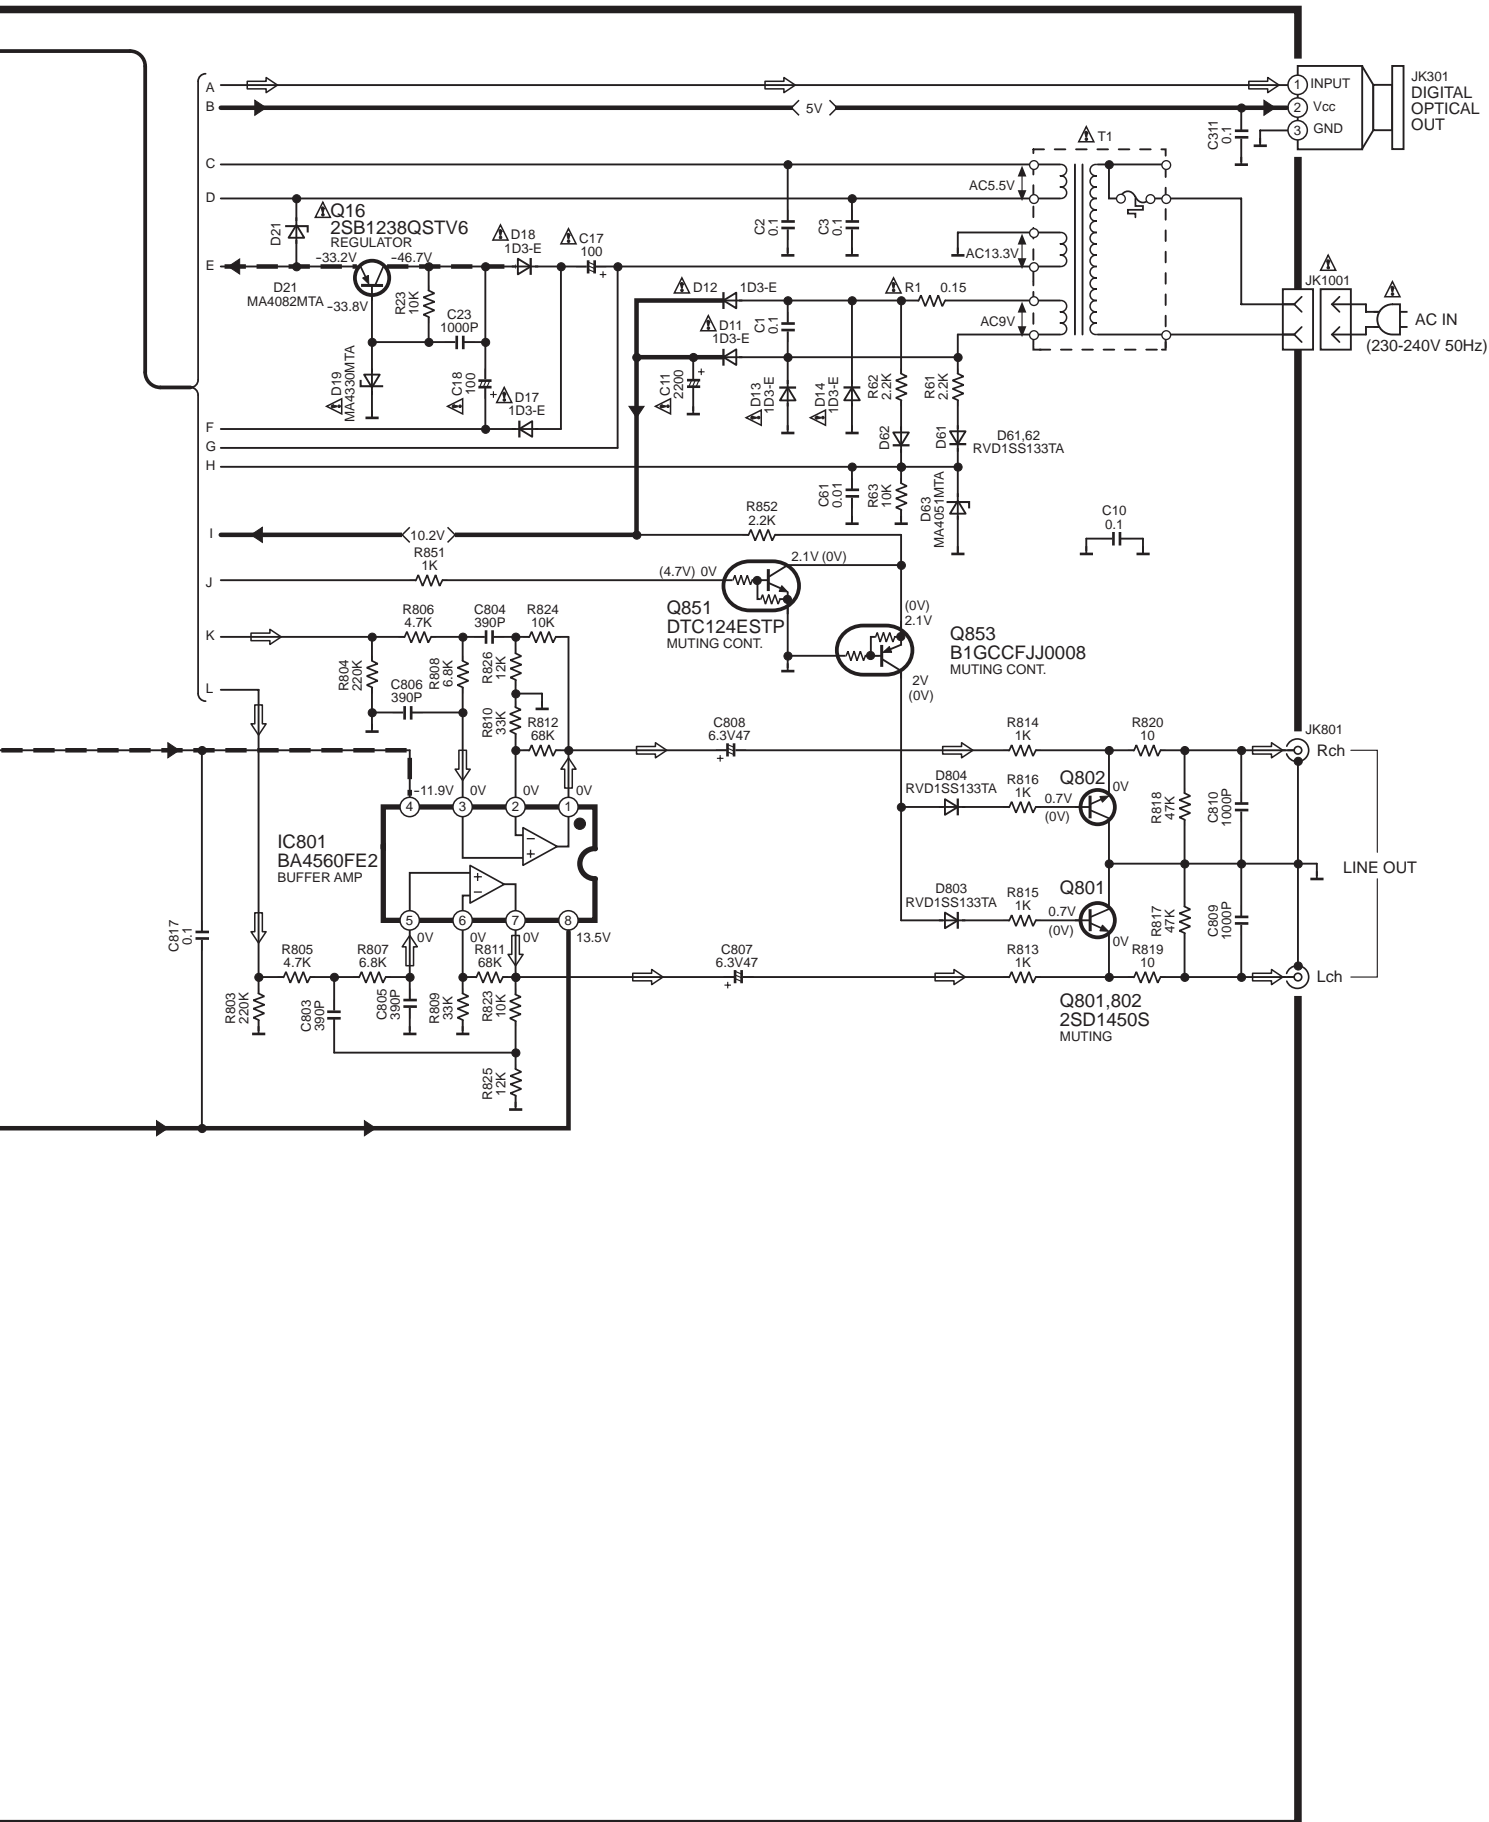 A
B
5V
1 INPUT
2 Vcc
3 GND
JK301
DIGITAL
OPTICAL
OUT
C311
0.1
T1
C
D
AC5.5V
AC13.3V
AC9V
C2
0.1
C3
0.1
D21
Q16
2SB1238QSTV6
REGULATOR
-33.2V
-46.7V
-33.8V
D18
1D3-E
C17
100
+
E
D21
MA4082MTA
R23
10K
C23
1000P
D19
MA4330MTA
C18
100
+
D17
1D3-E
D12 1D3-E
R1 0.15
D11
1D3-E
C1
0.1
C11
2200
+
D13
1D3-E
D14
1D3-E
R62
2.2K
R61
2.2K
D62
D61
D61,62
RVD1SS133TA
JK1001
AC IN
(230-240V 50Hz)
F
G
H
C61
0.01
R63
10K
D63
MA4051MTA
C10
0.1
I
10.2V
R852
2.2K
J
R851
1K
(4.7V) 0V
2.1V (0V)
Q851
DTC124ESTP
MUTING CONT.
(0V)
2.1V
Q853
B1GCCFJJ0008
MUTING CONT.
2V
(0V)
K
R806
4.7K
C804
390P
R824
10K
R804
220K
C806
390P
R808
6.8K
R826
12K
L
R810
33K
R812
68K
C808
6.3V47
+
R814
1K
R820
10
JK801
Rch
D804
RVD1SS133TA
R816
1K
0.7V
(0V)
Q802
0V
R818
47K
C810
1000P
-11.9V
0V
0V
0V
4
3
2
1
IC801
BA4560FE2
BUFFER AMP
−
+
+
−
LINE OUT
D803
RVD1SS133TA
R815
1K
0.7V
(0V)
Q801
0V
R817
47K
C809
1000P
5
6
7
8
0V
0V
0V
13.5V
C817
0.1
R805
4.7K
R807
6.8K
R811
68K
C807
6.3V47
+
R813
1K
R819
10
Lch
R803
220K
C803
390P
C805
390P
R809
33K
R823
10K
Q801,802
2SD1450S
MUTING
R825
12K